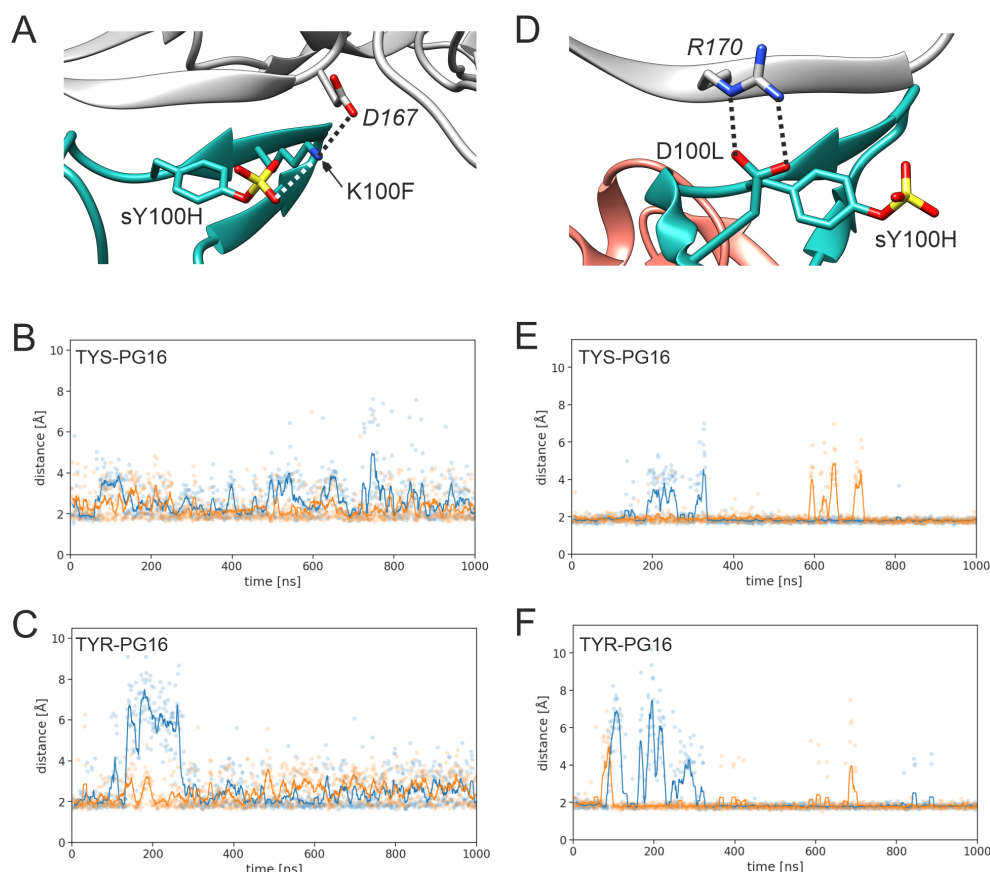 A
D167
K100F
sY100H
D
R170
D100L
sY100H
B
TYS-PG16
distance [Å]
10
8
6
4
2
0
0 200 400 600 800 1000
time [ns]
E
TYS-PG16
distance [Å]
10
8
6
4
2
0
0 200 400 600 800 1000
time [ns]
C
TYR-PG16
distance [Å]
10
8
6
4
2
0
0 200 400 600 800 1000
time [ns]
F
TYR-PG16
distance [Å]
10
8
6
4
2
0
0 200 400 600 800 1000
time [ns]